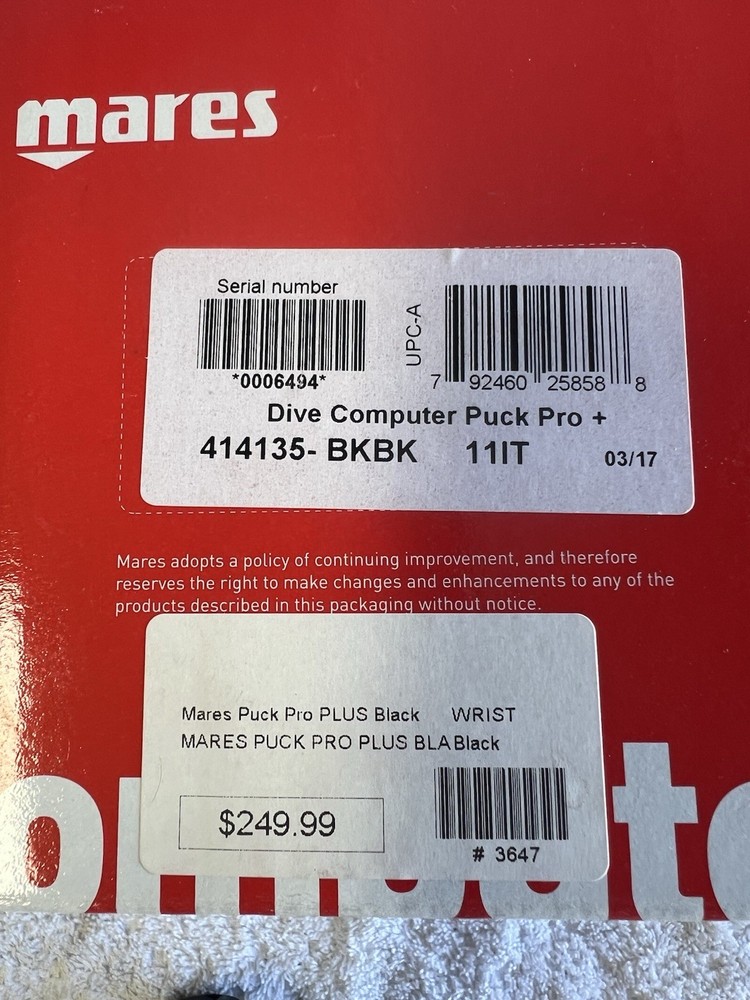 mares
Serial number
*0006494*
UPC-A
7 92460 25858 8
Dive Computer Puck Pro +
414135- BKBK 11IT 03/17
Mares adopts a policy of continuing improvement, and therefore
reserves the right to make changes and enhancements to any of the
products described in this packaging without notice.
Mares Puck Pro PLUS Black WRIST
MARES PUCK PRO PLUS BLABlack
$249.99
# 3647